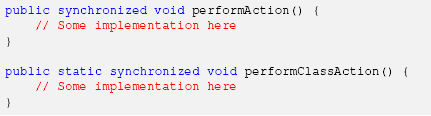 public synchronized void performAction() {
    // Some implementation here
}

public static synchronized void performClassAction() {
    // Some implementation here
}